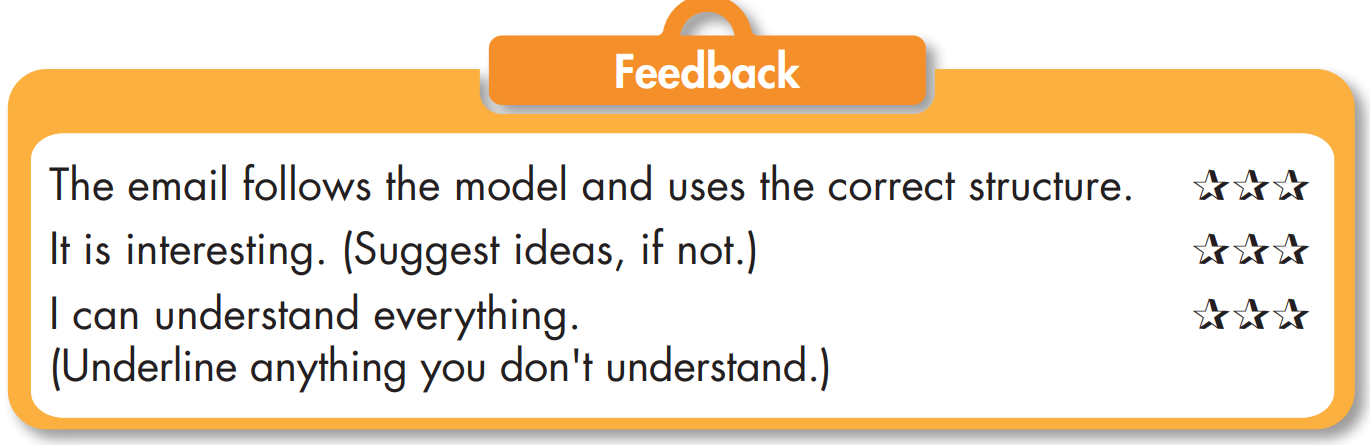 Feedback
The email follows the model and uses the correct structure. ✰✰✰
It is interesting. (Suggest ideas, if not.) ✰✰✰
I can understand everything. ✰✰✰
(Underline anything you don't understand.)